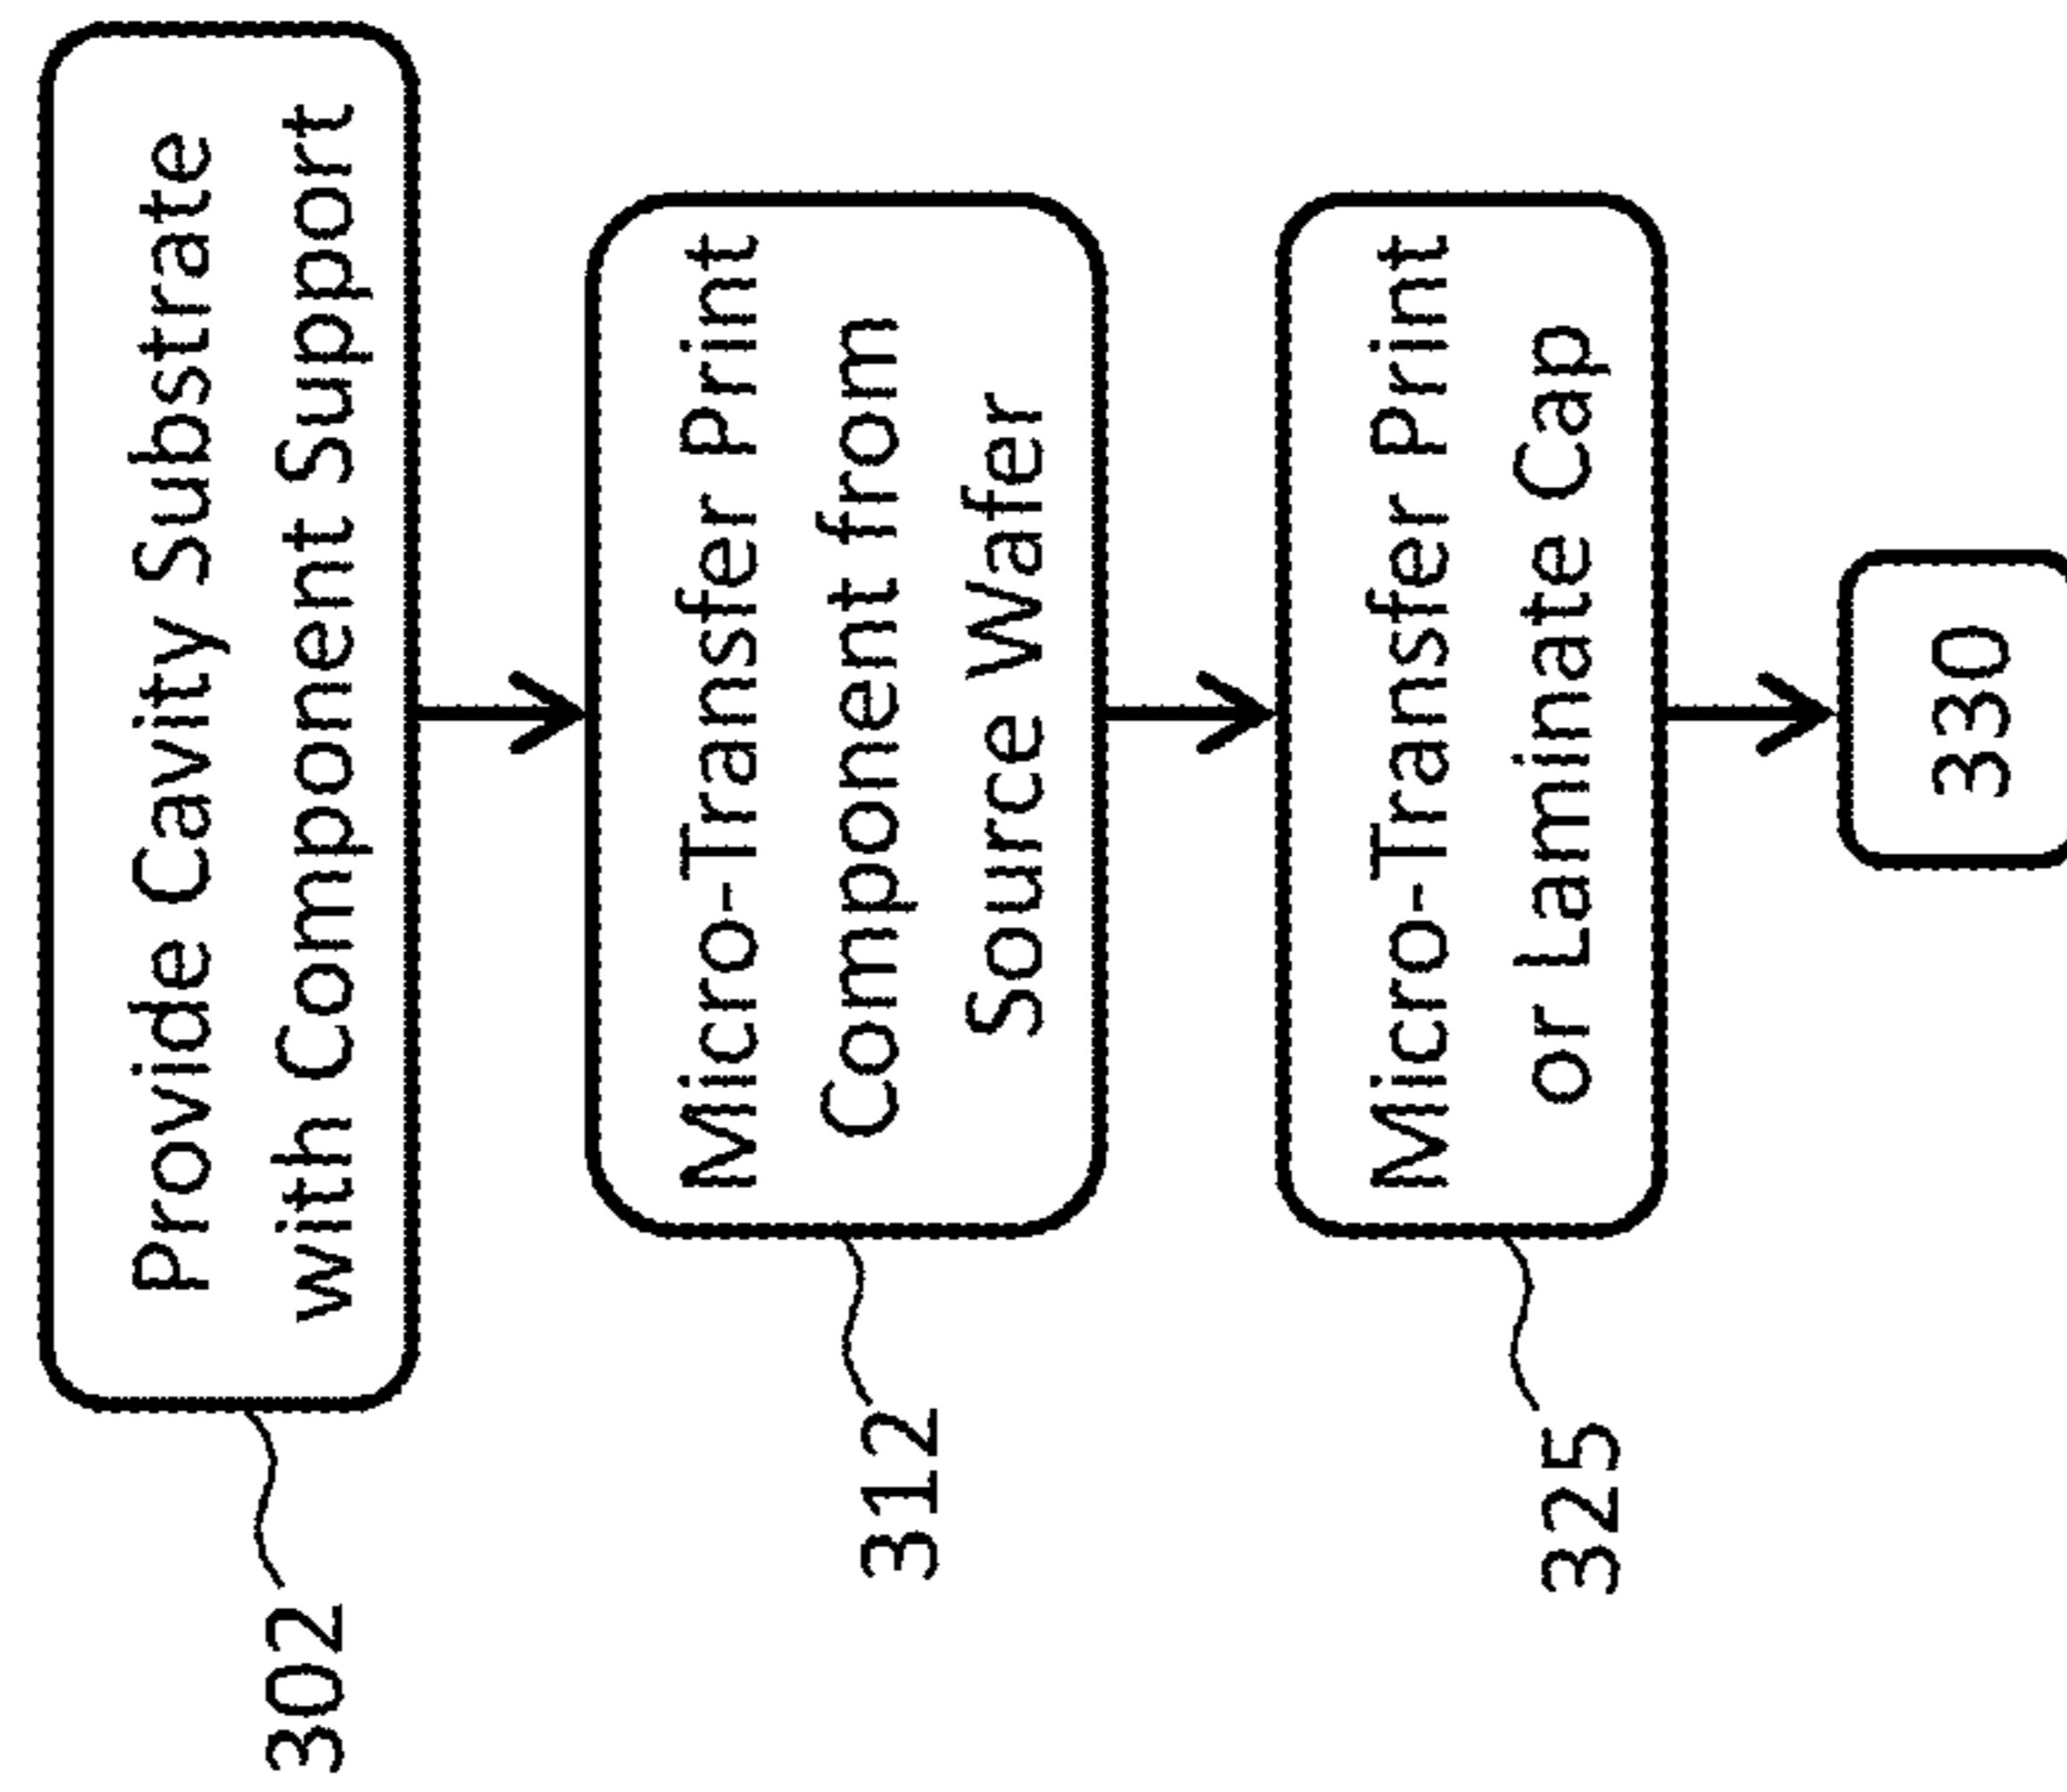 Provide Cavity Substrate
with Component Support
302
Micro-Transfer Print
Component from
Source Wafer
312
Micro-Transfer Print
or Laminate Cap
325
330